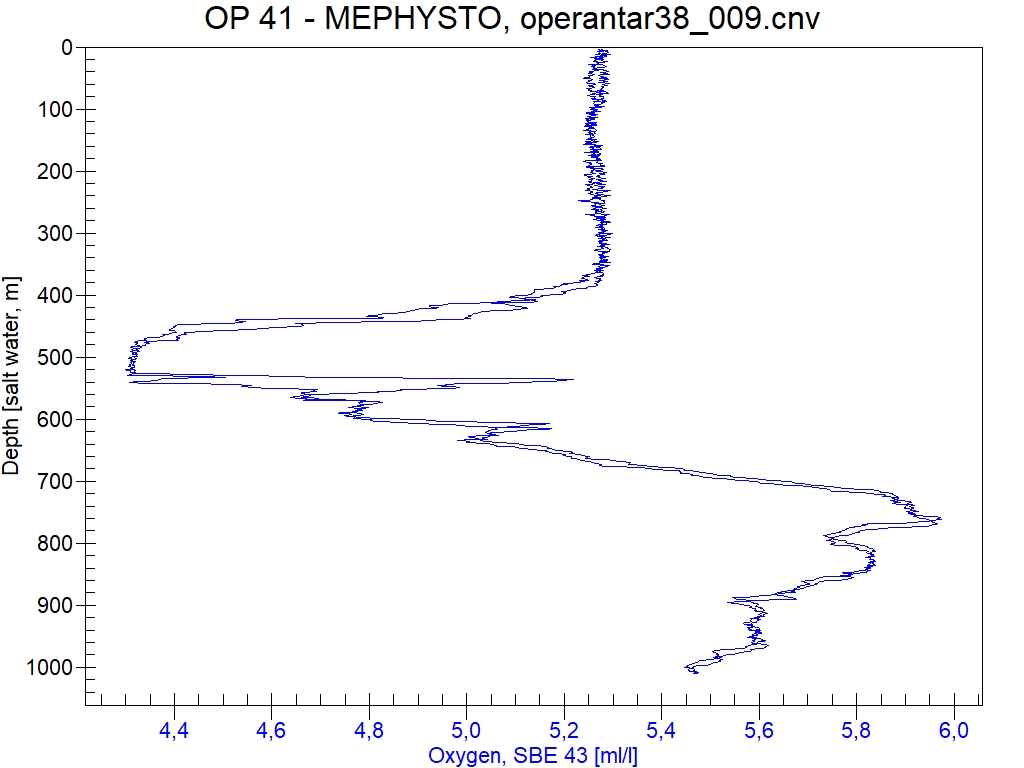 OP 41 - MEPHYSTO, operantar38_009.cnv
0
100
200
300
400
500
600
700
800
900
1000
Depth [salt water, m]
4,4 4,6 4,8 5,0 5,2 5,4 5,6 5,8 6,0
Oxygen, SBE 43 [ml/l]